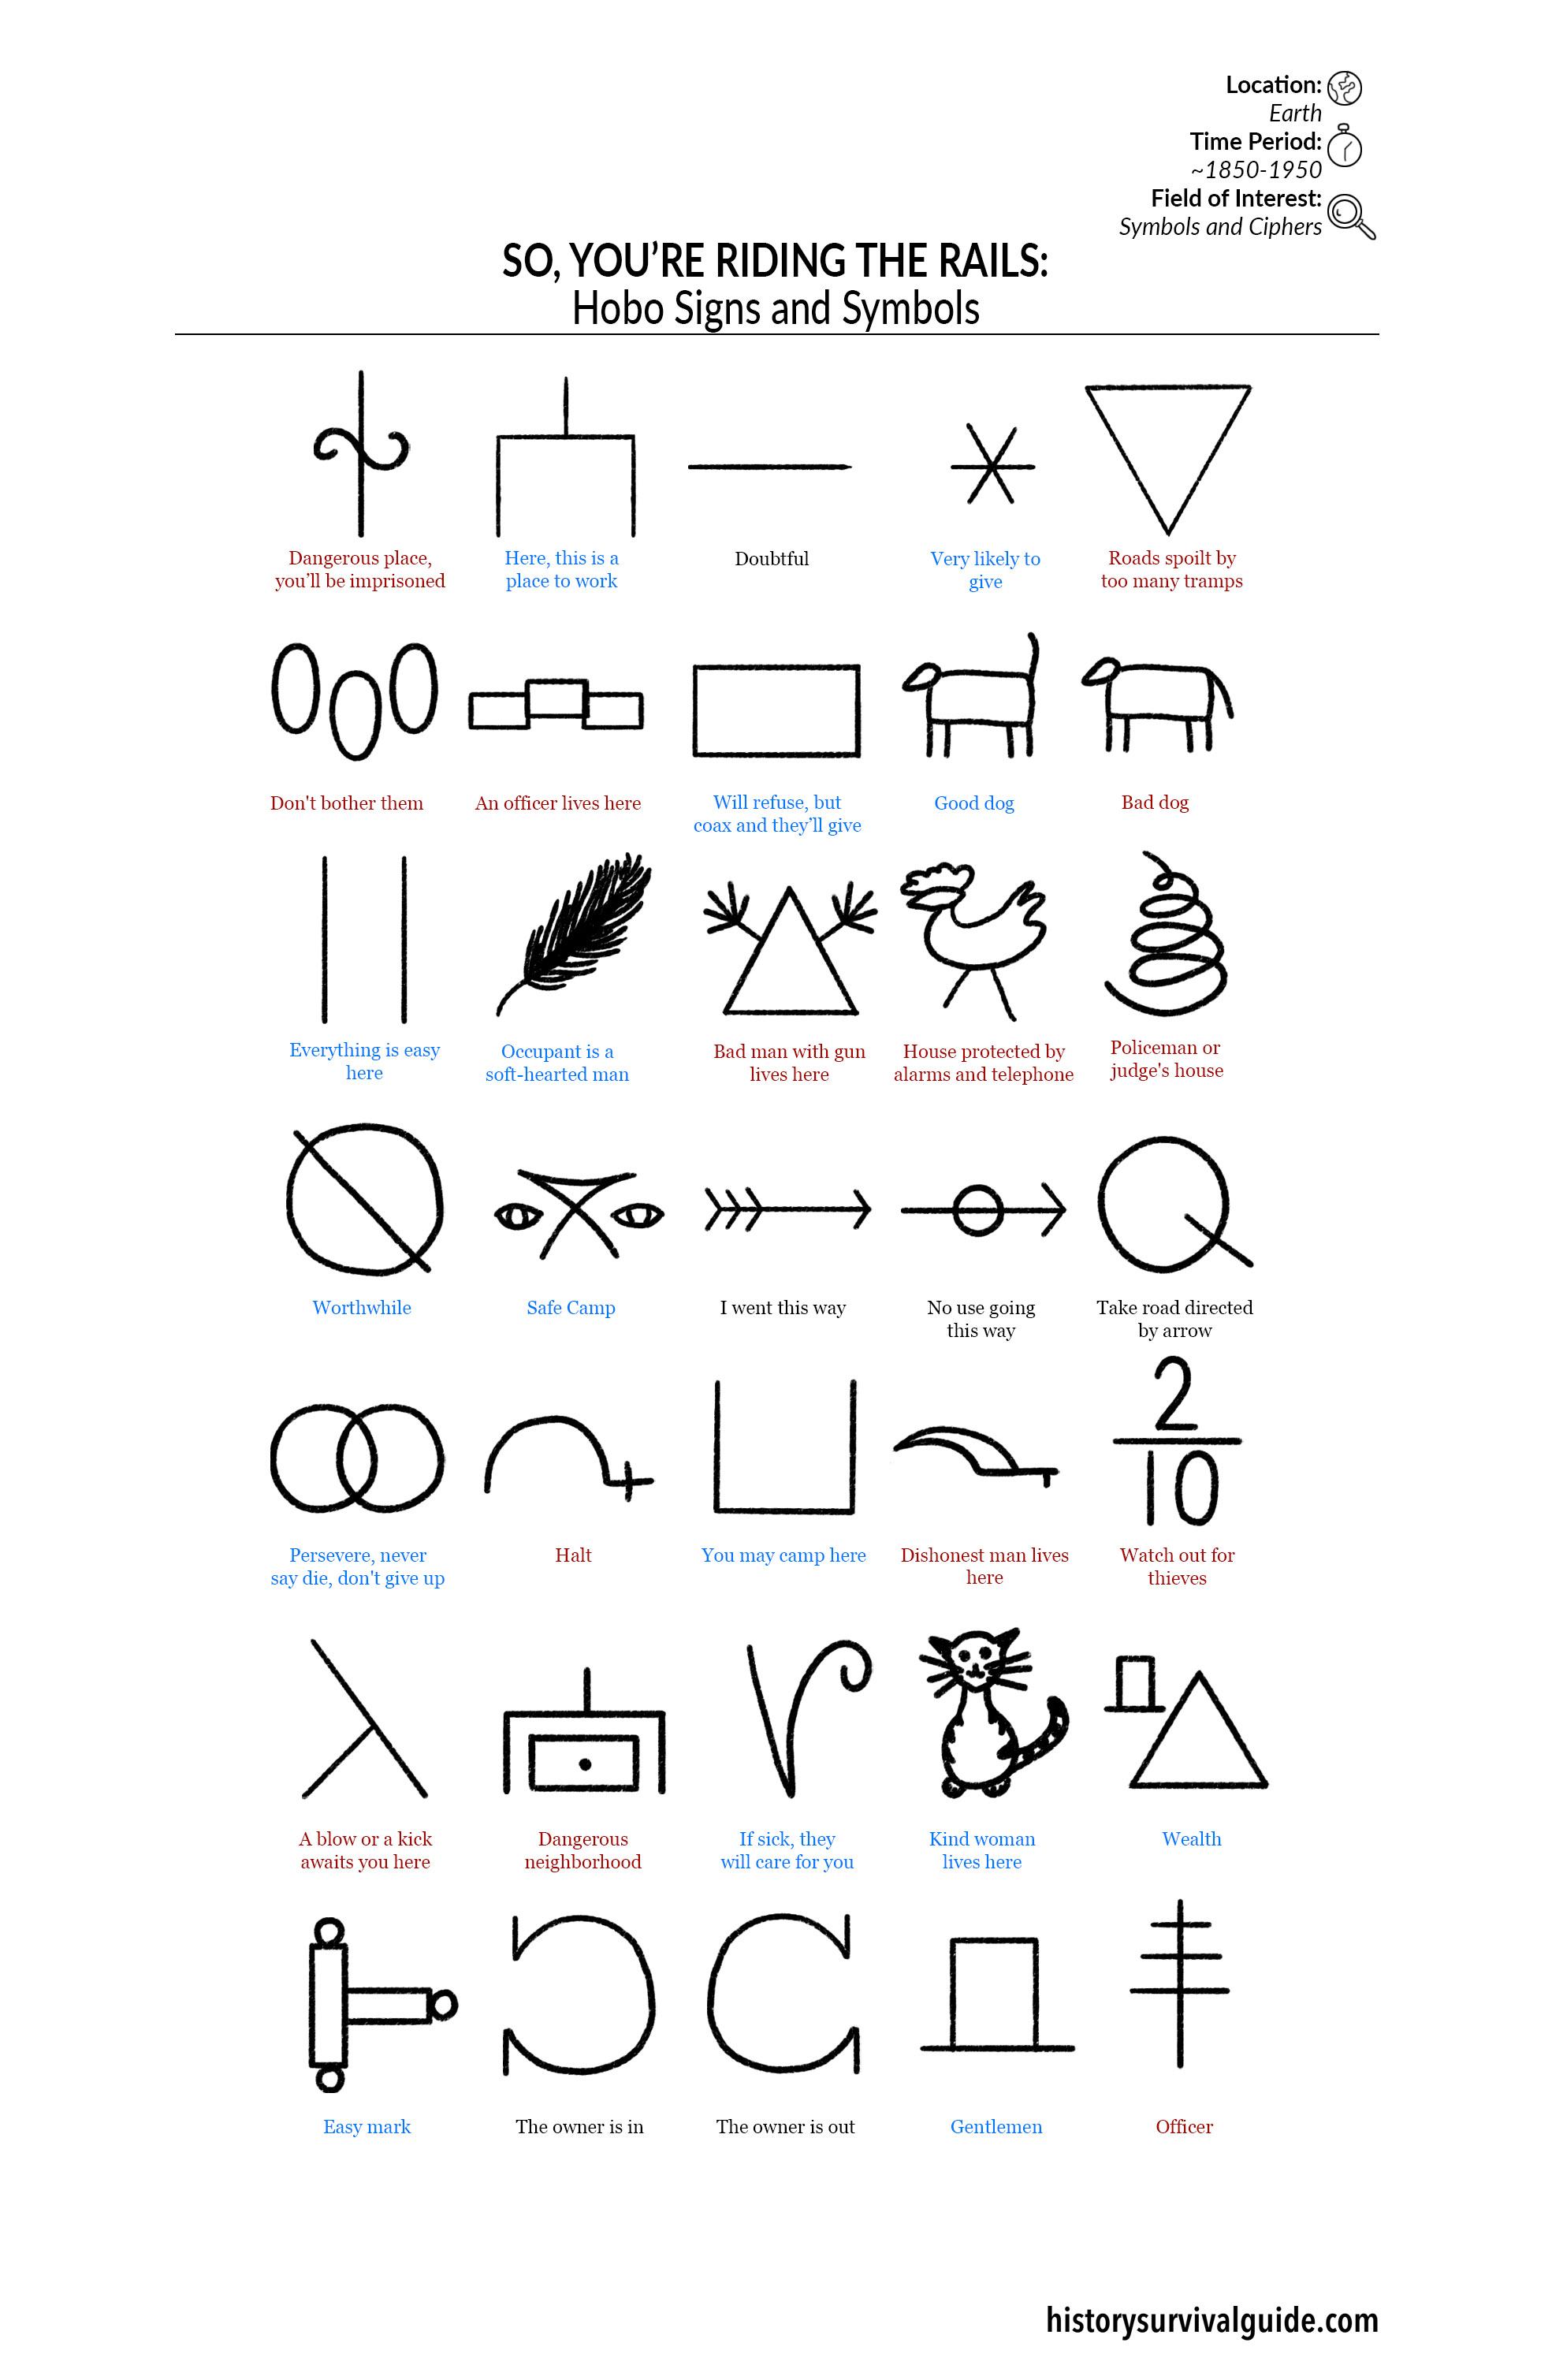 Location:
Earth
Time Period:
~1850-1950
Field of Interest:
Symbols and Ciphers
SO, YOU’RE RIDING THE RAILS:
Hobo Signs and Symbols
Dangerous place,
you’ll be imprisoned
Here, this is a
place to work
Doubtful
Very likely to
give
Roads spoilt by
too many tramps
Don't bother them
An officer lives here
Will refuse, but
coax and they’ll give
Good dog
Bad dog
Everything is easy
here
Occupant is a
soft-hearted man
Bad man with gun
lives here
House protected by
alarms and telephone
Policeman or
judge's house
Worthwhile
Safe Camp
I went this way
No use going
this way
Take road directed
by arrow
2
10
Persevere, never
say die, don't give up
Halt
You may camp here
Dishonest man lives
here
Watch out for
thieves
A blow or a kick
awaits you here
Dangerous
neighborhood
If sick, they
will care for you
Kind woman
lives here
Wealth
Easy mark
The owner is in
The owner is out
Gentlemen
Officer
historysurvivalguide.com